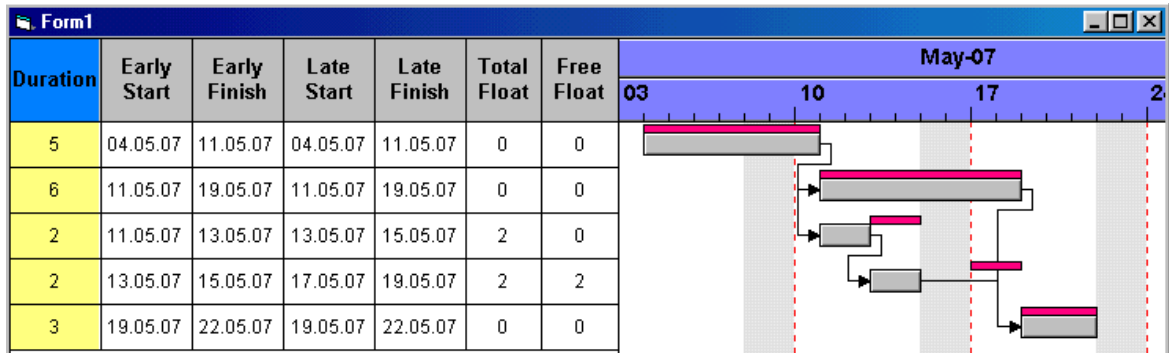 Form1
Duration Early Start Early Finish Late Start Late Finish Total Float Free Float
May-07
03 10 17 2
5 04.05.07 11.05.07 04.05.07 11.05.07 0 0
6 11.05.07 19.05.07 11.05.07 19.05.07 0 0
2 11.05.07 13.05.07 13.05.07 15.05.07 2 0
2 13.05.07 15.05.07 17.05.07 19.05.07 2 2
3 19.05.07 22.05.07 19.05.07 22.05.07 0 0